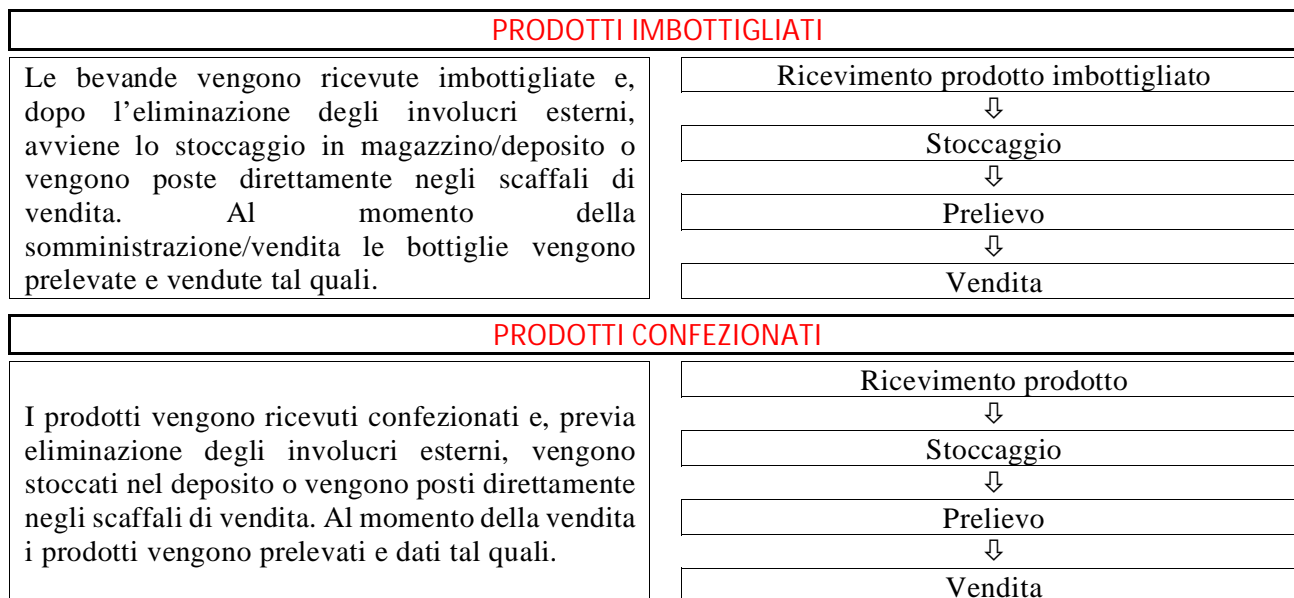 PRODOTTI IMBOTTIGLIATI
Le bevande vengono ricevute imbottigliate e,
dopo l’eliminazione degli involucri esterni,
avviene lo stoccaggio in magazzino/deposito o
vengono poste direttamente negli scaffali di
vendita. Al momento della
somministrazione/vendita le bottiglie vengono
prelevate e vendute tal quali.
Ricevimento prodotto imbottigliato
⇩
Stoccaggio
⇩
Prelievo
⇩
Vendita
PRODOTTI CONFEZIONATI
I prodotti vengono ricevuti confezionati e, previa
eliminazione degli involucri esterni, vengono
stoccati nel deposito o vengono posti direttamente
negli scaffali di vendita. Al momento della vendita
i prodotti vengono prelevati e dati tal quali.
Ricevimento prodotto
⇩
Stoccaggio
⇩
Prelievo
⇩
Vendita